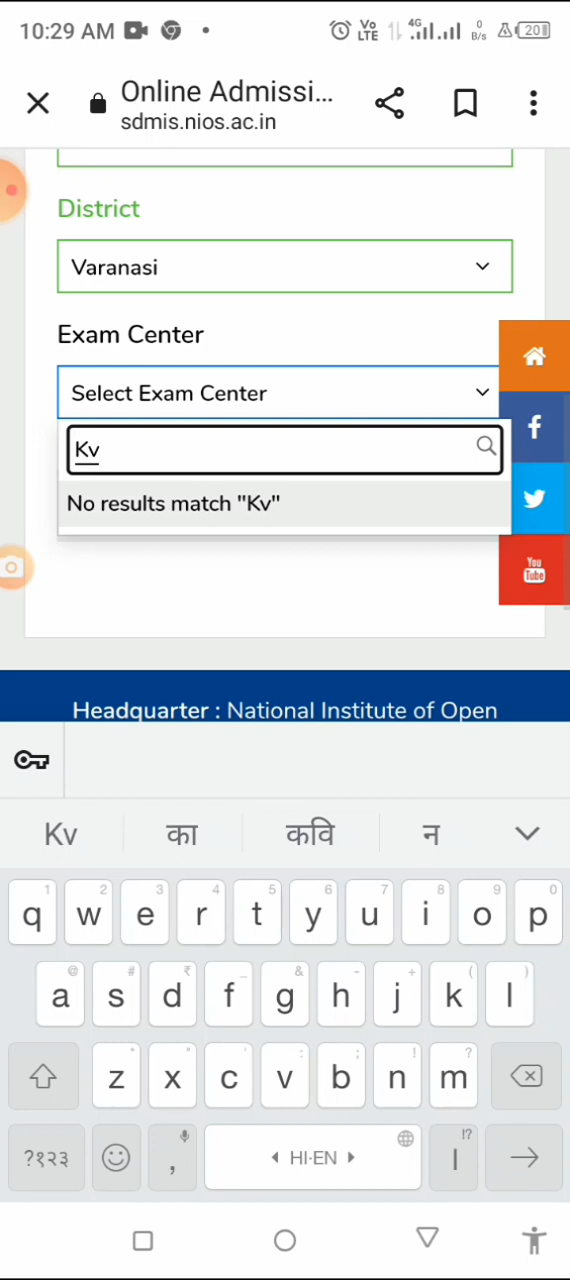 10:29 AM Vo LTE 4G 0 B/s 20
Online Admissi...
sdmis.nios.ac.in
District
Varanasi
Exam Center
Select Exam Center
f
Kv
No results match "Kv"
You Tube
Headquarter : National Institute of Open
Kv का कवि न
1 2 3 4 5 6 7 8 9 0
q w e r t y u i o p
@ # ₹ _ & - + ( )
a s d f g h j k l
* " ' : ; ! ?
z x c v b n m
?१२३ , HI·EN । !?